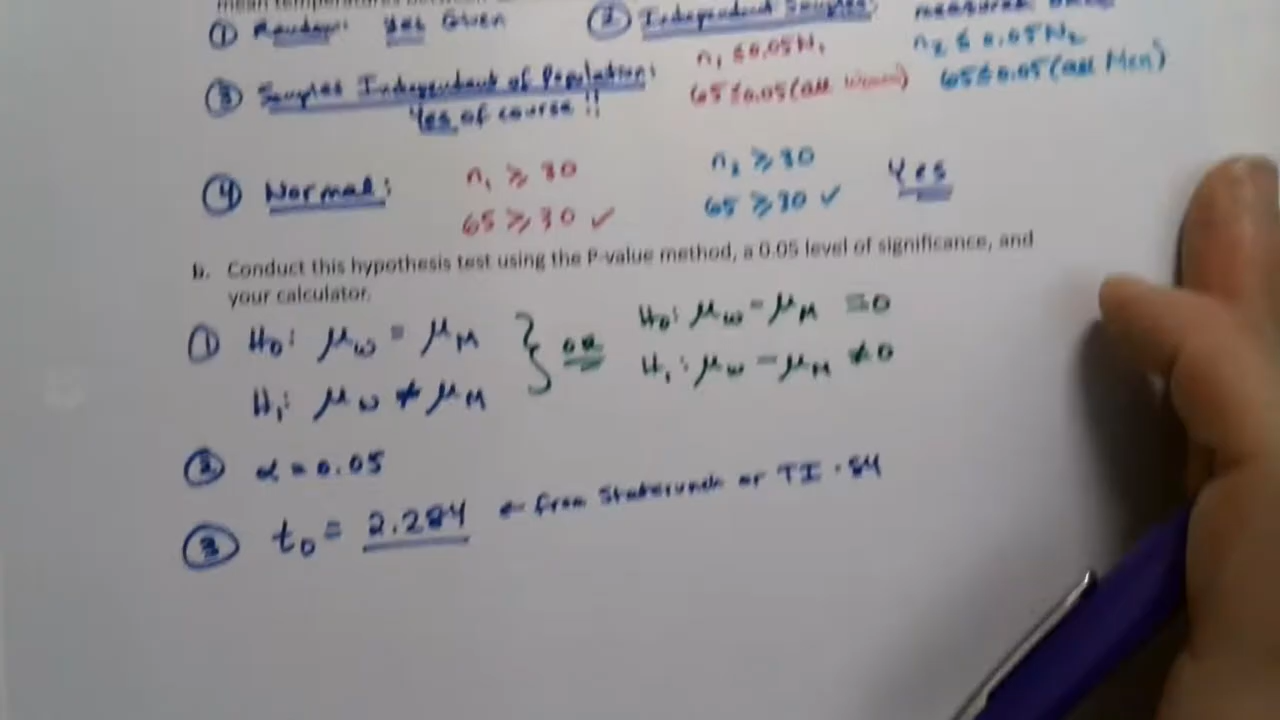 mean temperatures between
① Random: Yes Given ② Independent Samples:
n₁ ≤ 0.05N₁ n₂ ≤ 0.05N₂
③ Samples Independent of Population: 65 ≤ 0.05(all Women) 65 ≤ 0.05(all Men)
Yes of course!!
④ Normal: n₁ ≥ 30 n₂ ≥ 30 Yes
65 ≥ 30 ✓ 65 ≥ 30 ✓
b. Conduct this hypothesis test using the P-value method, a 0.05 level of significance, and
your calculator.
① H₀: μw = μM } OR H₀: μw - μM = 0
H₁: μw ≠ μM H₁: μw - μM ≠ 0
② α = 0.05
③ t₀ = 2.284 ← from Statcrunch or TI-84